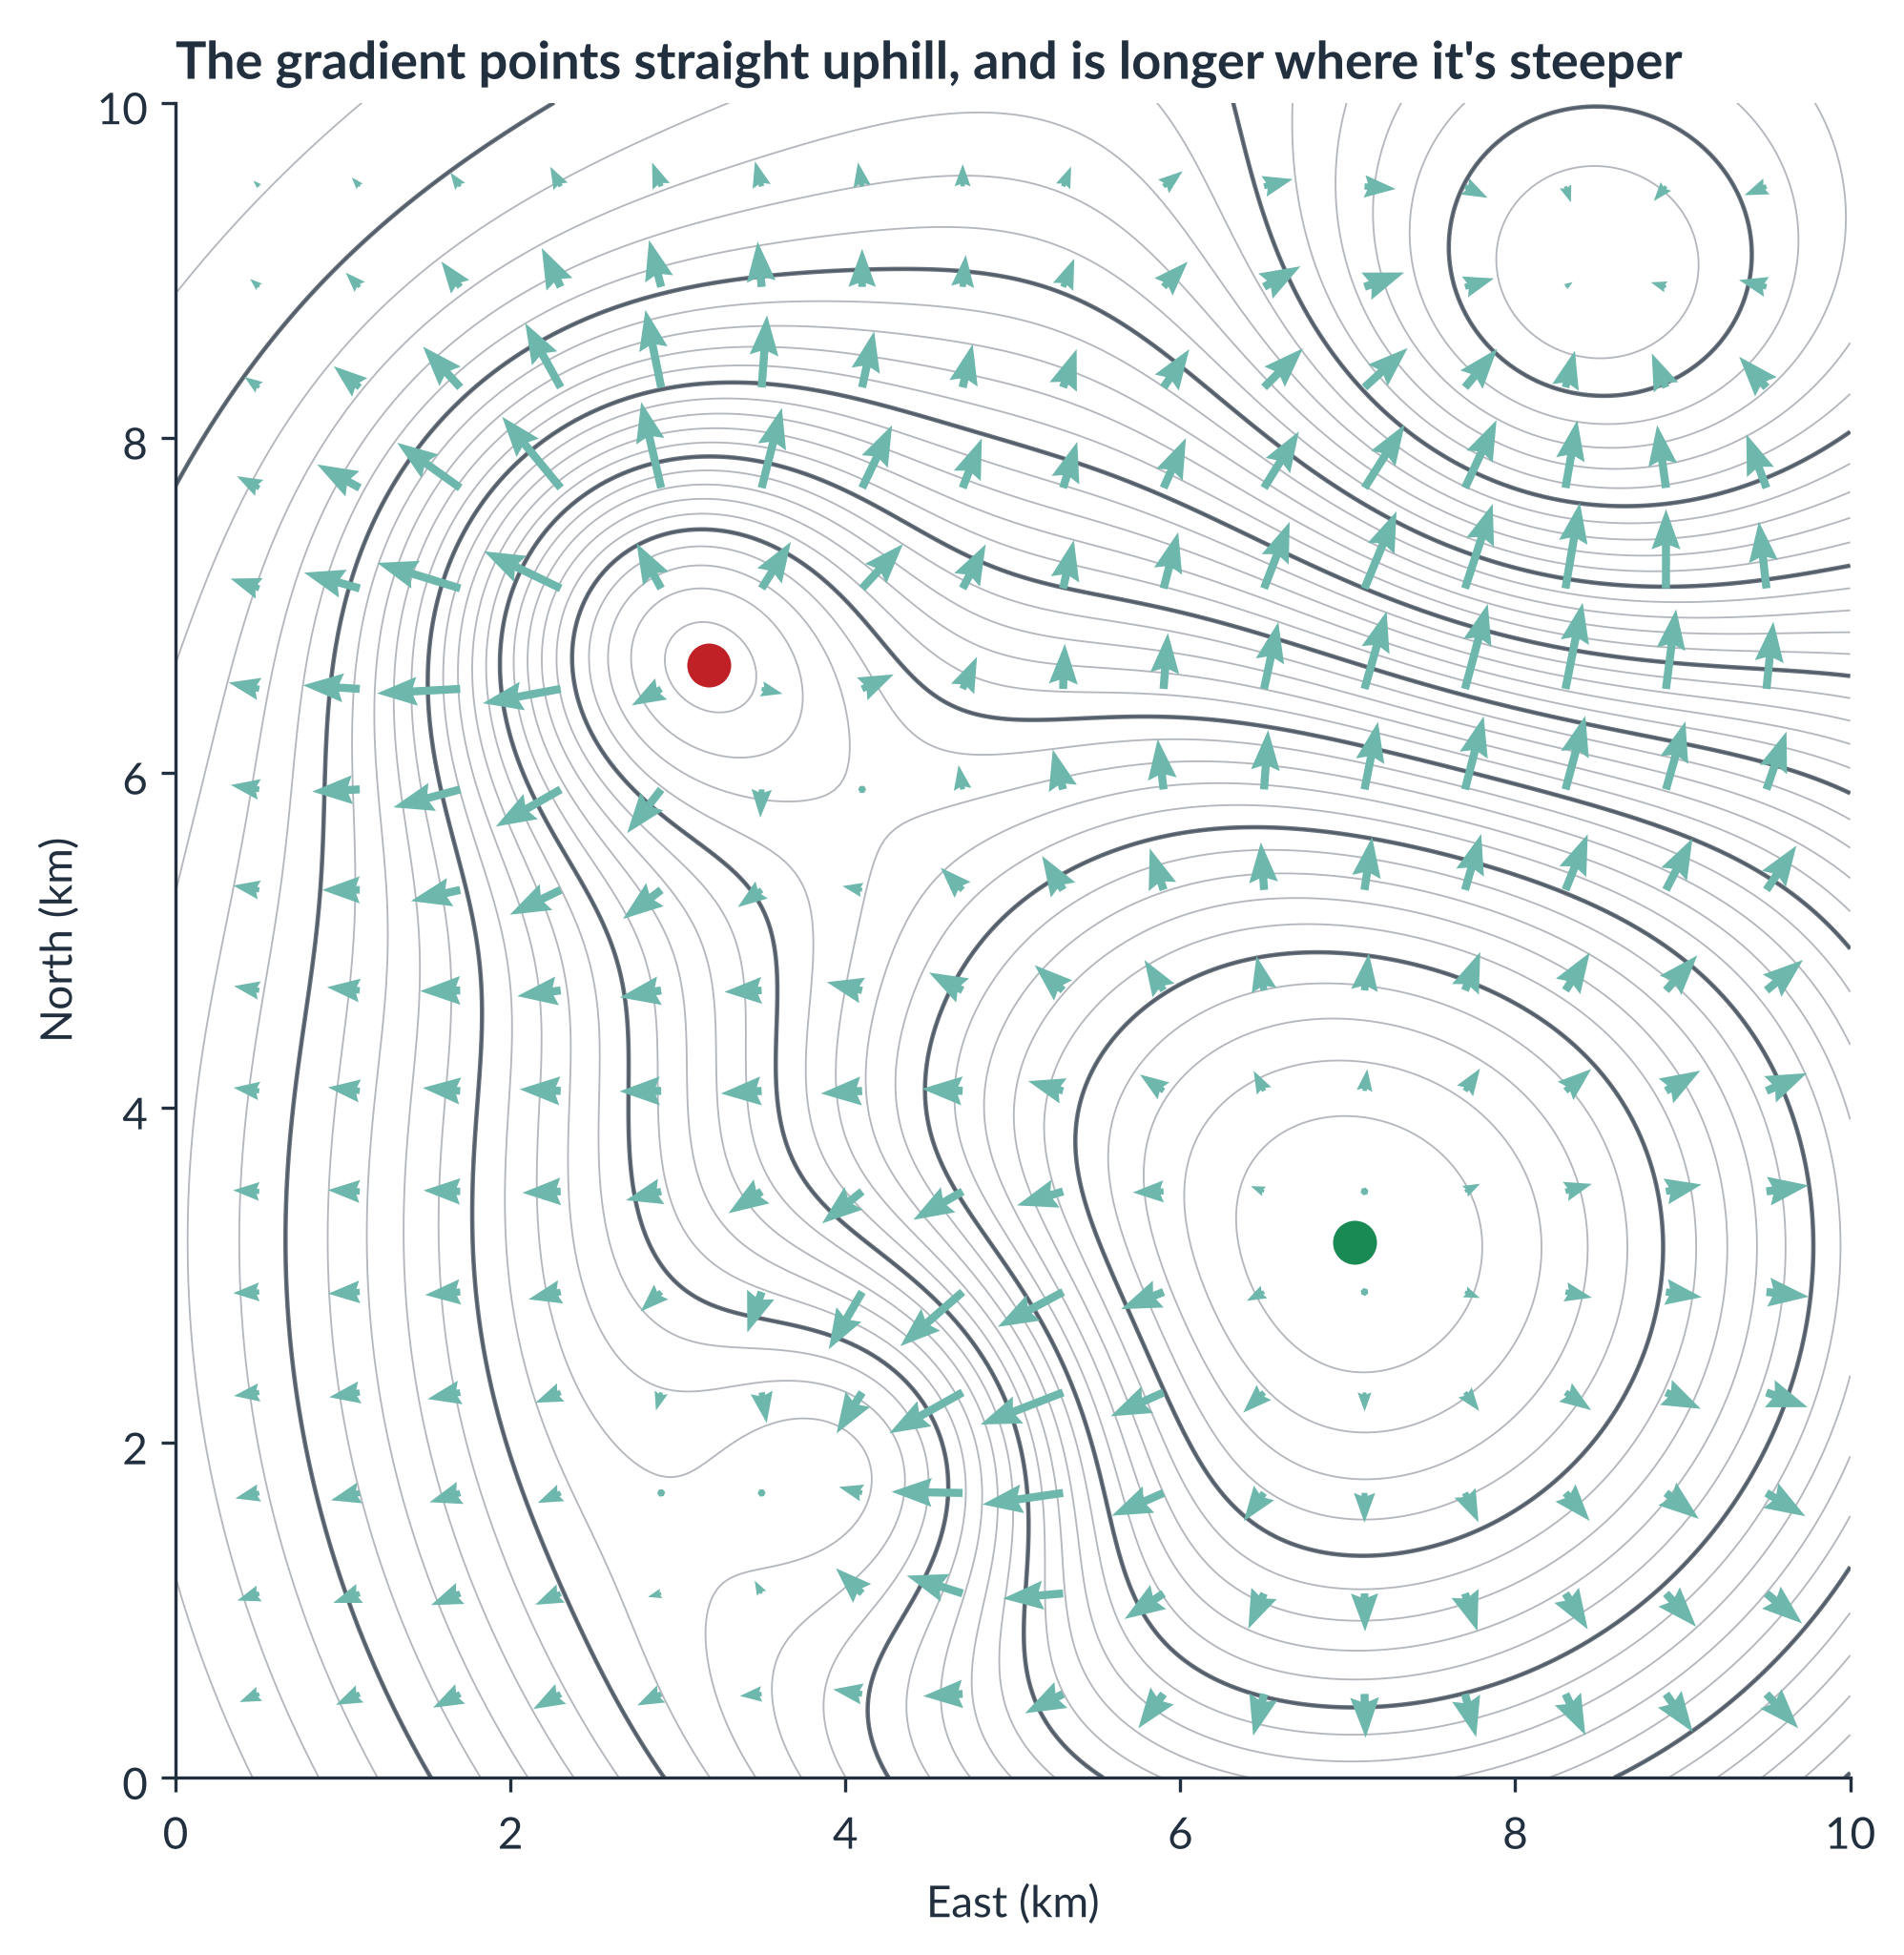 The gradient points straight uphill, and is longer where it's steeper
10
8
6
4
2
0
North (km)
0 2 4 6 8 10
East (km)